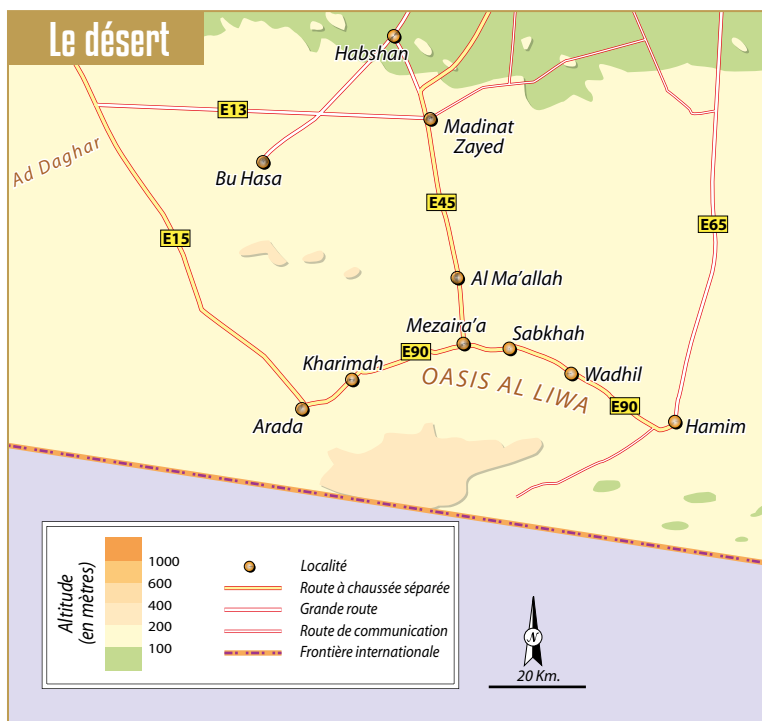 Le désert
Habshan
E13
Madinat
Zayed
Ad Daghar
Bu Hasa
E45
E65
E15
Al Ma'allah
Mezaira'a
Sabkhah
Kharimah
E90
Wadhil
OASIS AL LIWA
E90
Arada
Hamim
Altitude
(en mètres)
1000
600
400
200
100
Localité
Route à chaussée séparée
Grande route
Route de communication
Frontière internationale
N
20 Km.